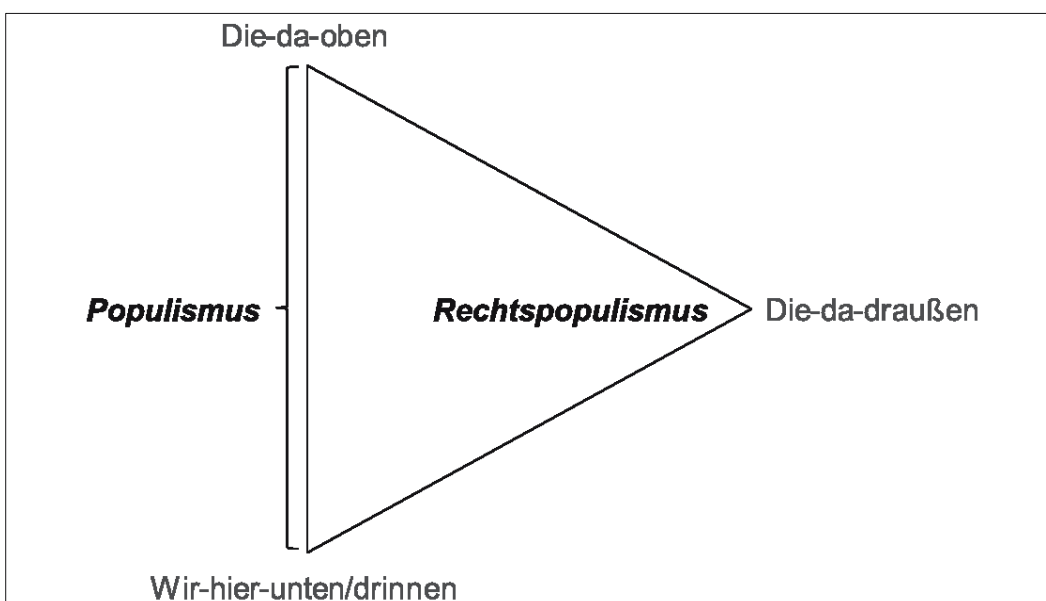 Die-da-oben
Populismus
Rechtspopulismus
Die-da-draußen
Wir-hier-unten/drinnen